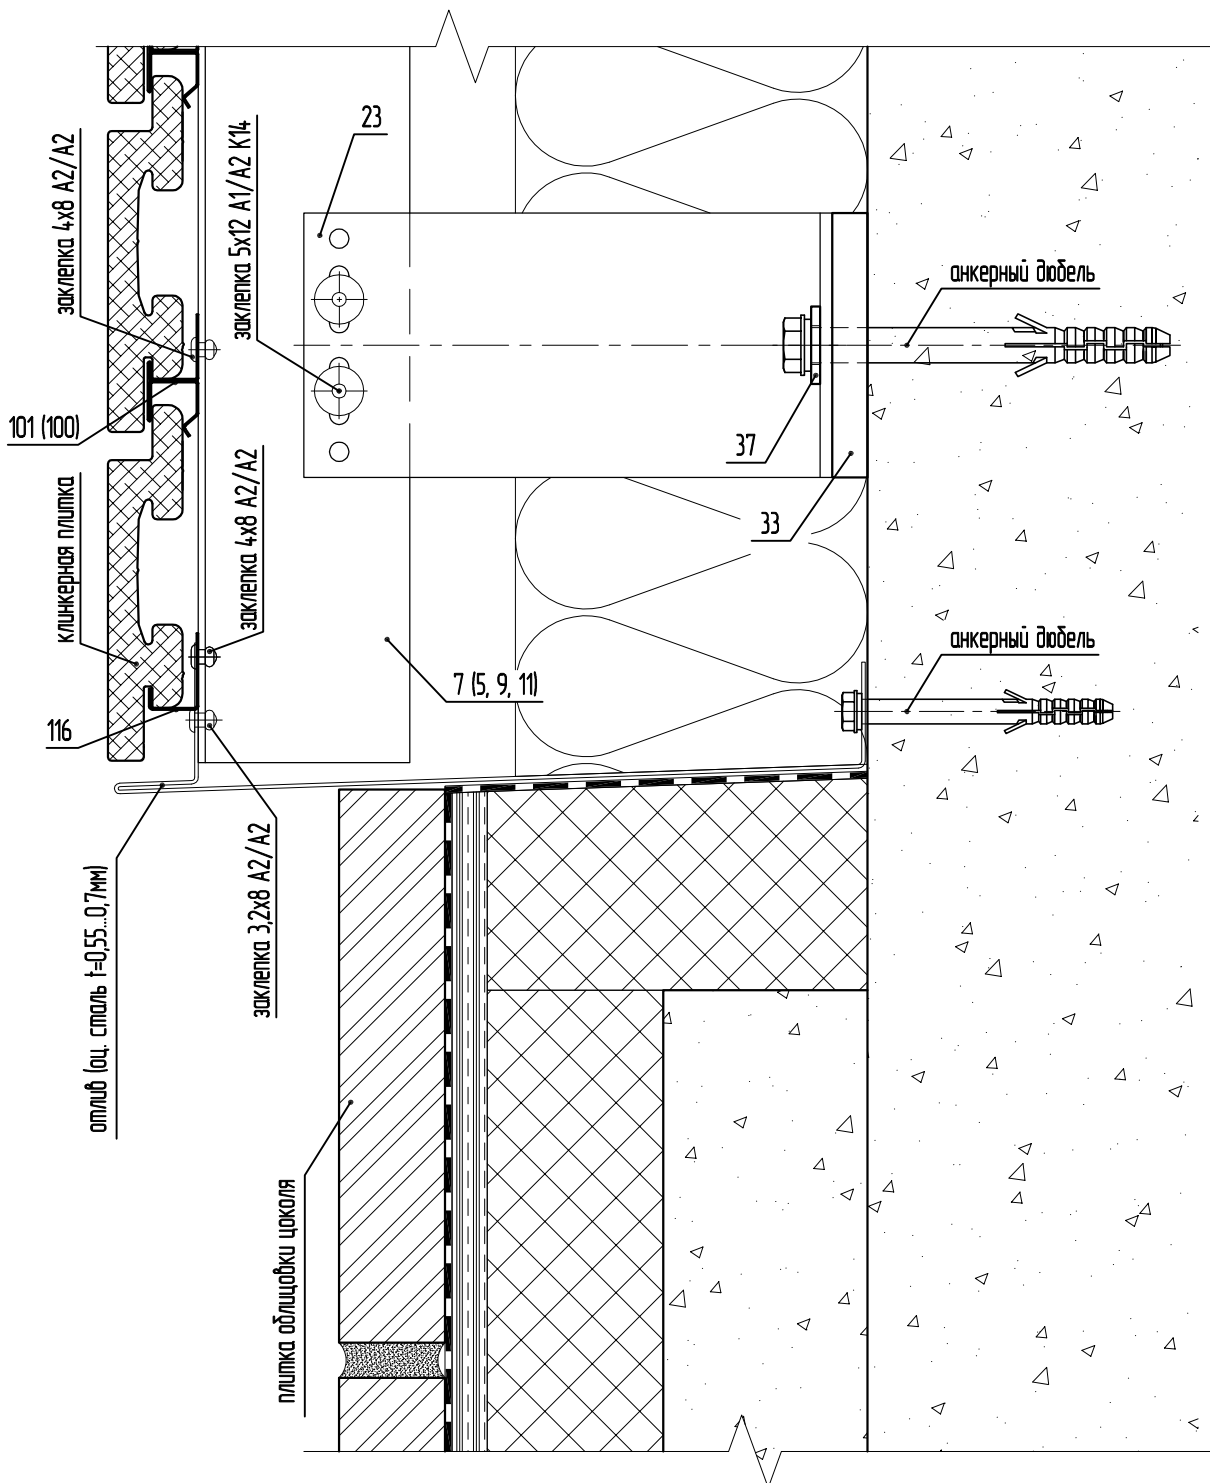 23
заклепка 4х8 А2/А2
заклепка 5х12 А1/А2 К14
анкерный дюбель
101 (100)
37
клинкерная плитка
заклепка 4х8 А2/А2
33
анкерный дюбель
7 (5, 9, 11)
116
отлив (оц. сталь t=0,55...0,7мм)
заклепка 3,2х8 А2/А2
плитка облицовки цоколя